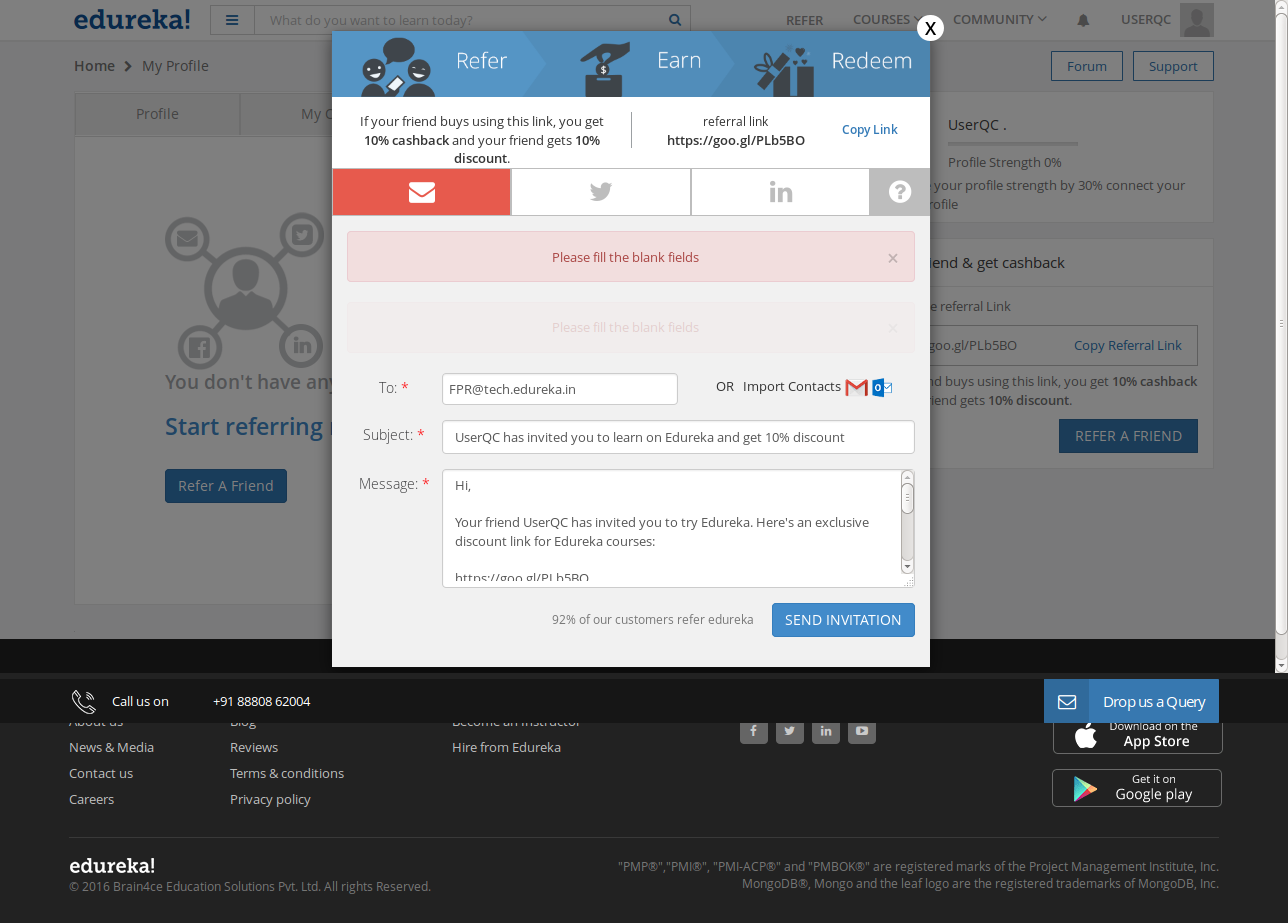 edureka!
What do you want to learn today?
REFER
COURSES
COMMUNITY
USERQC
X
Home
My Profile
Forum
Support
Refer
Earn
Redeem
$
Profile
My C
If your friend buys using this link, you get
10% cashback and your friend gets 10%
discount.
referral link
https://goo.gl/PLb5BO
Copy Link
UserQC .
Profile Strength 0%
your profile strength by 30% connect your
rofile
?
Please fill the blank fields ×
Please fill the blank fields ×
end & get cashback
e referral Link
goo.gl/PLb5BO
Copy Referral Link
nd buys using this link, you get 10% cashback
iend gets 10% discount.
REFER A FRIEND
You don't have any
Start referring
Refer A Friend
To: *
FPR@tech.edureka.in
OR Import Contacts
Subject: *
UserQC has invited you to learn on Edureka and get 10% discount
Message: *
Hi,
Your friend UserQC has invited you to try Edureka. Here's an exclusive
discount link for Edureka courses:
https://goo.gl/PLb5BO
92% of our customers refer edureka
SEND INVITATION
Call us on
+91 88808 62004
Drop us a Query
About us
Blog
Become an Instructor
Download on the
App Store
News & Media
Reviews
Hire from Edureka
Contact us
Terms & conditions
Careers
Privacy policy
Get it on
Google play
edureka!
© 2016 Brain4ce Education Solutions Pvt. Ltd. All rights Reserved.
"PMP®","PMI®", "PMI-ACP®" and "PMBOK®" are registered marks of the Project Management Institute, Inc.
MongoDB®, Mongo and the leaf logo are the registered trademarks of MongoDB, Inc.